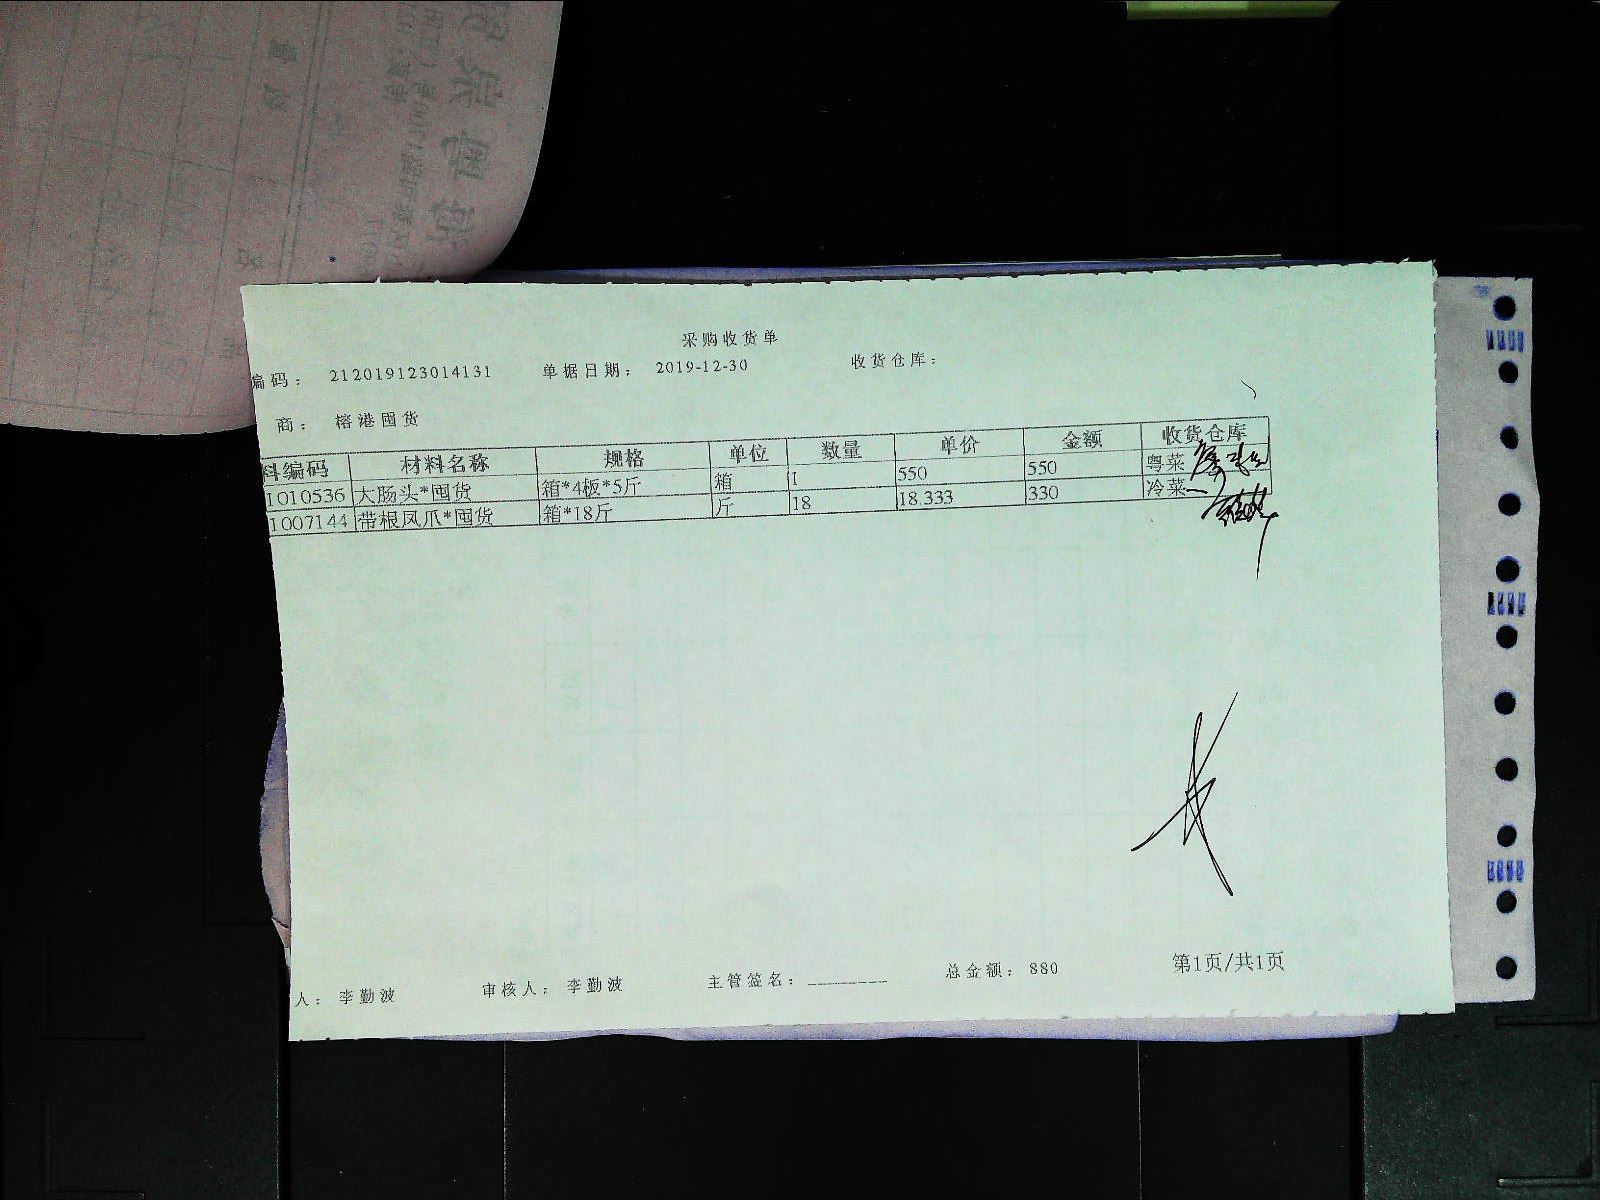 采购收货单
编码: 212019123014131 单据日期: 2019-12-30 收货仓库:
商: 榕港囤货
料编码 材料名称 规格 单位 数量 单价 金额 收货仓库
1010536 大肠头*囤货 箱*4板*5斤 箱 1 550 550 粤菜
1007144 带根凤爪*囤货 箱*18斤 斤 18 18.333 330 冷菜
人: 李勤波 审核人: 李勤波 主管签名: 总金额: 880 第1页/共1页